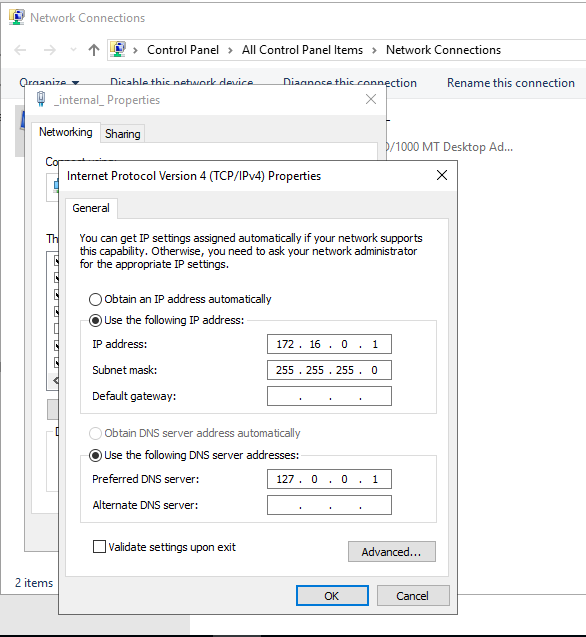 Network Connections
Control Panel
All Control Panel Items
Network Connections
Organize
Disable this network device
Diagnose this connection
Rename this connection
_internal_ Properties
Networking
Sharing
/1000 MT Desktop Ad...
Connect using:
Internet Protocol Version 4 (TCP/IPv4) Properties
General
You can get IP settings assigned automatically if your network supports
this capability. Otherwise, you need to ask your network administrator
for the appropriate IP settings.
Obtain an IP address automatically
Use the following IP address:
IP address: 172 . 16 . 0 . 1
Subnet mask: 255 . 255 . 255 . 0
Default gateway: . . .
Obtain DNS server address automatically
Use the following DNS server addresses:
Preferred DNS server: 127 . 0 . 0 . 1
Alternate DNS server: . . .
Validate settings upon exit
Advanced...
2 items
OK
Cancel